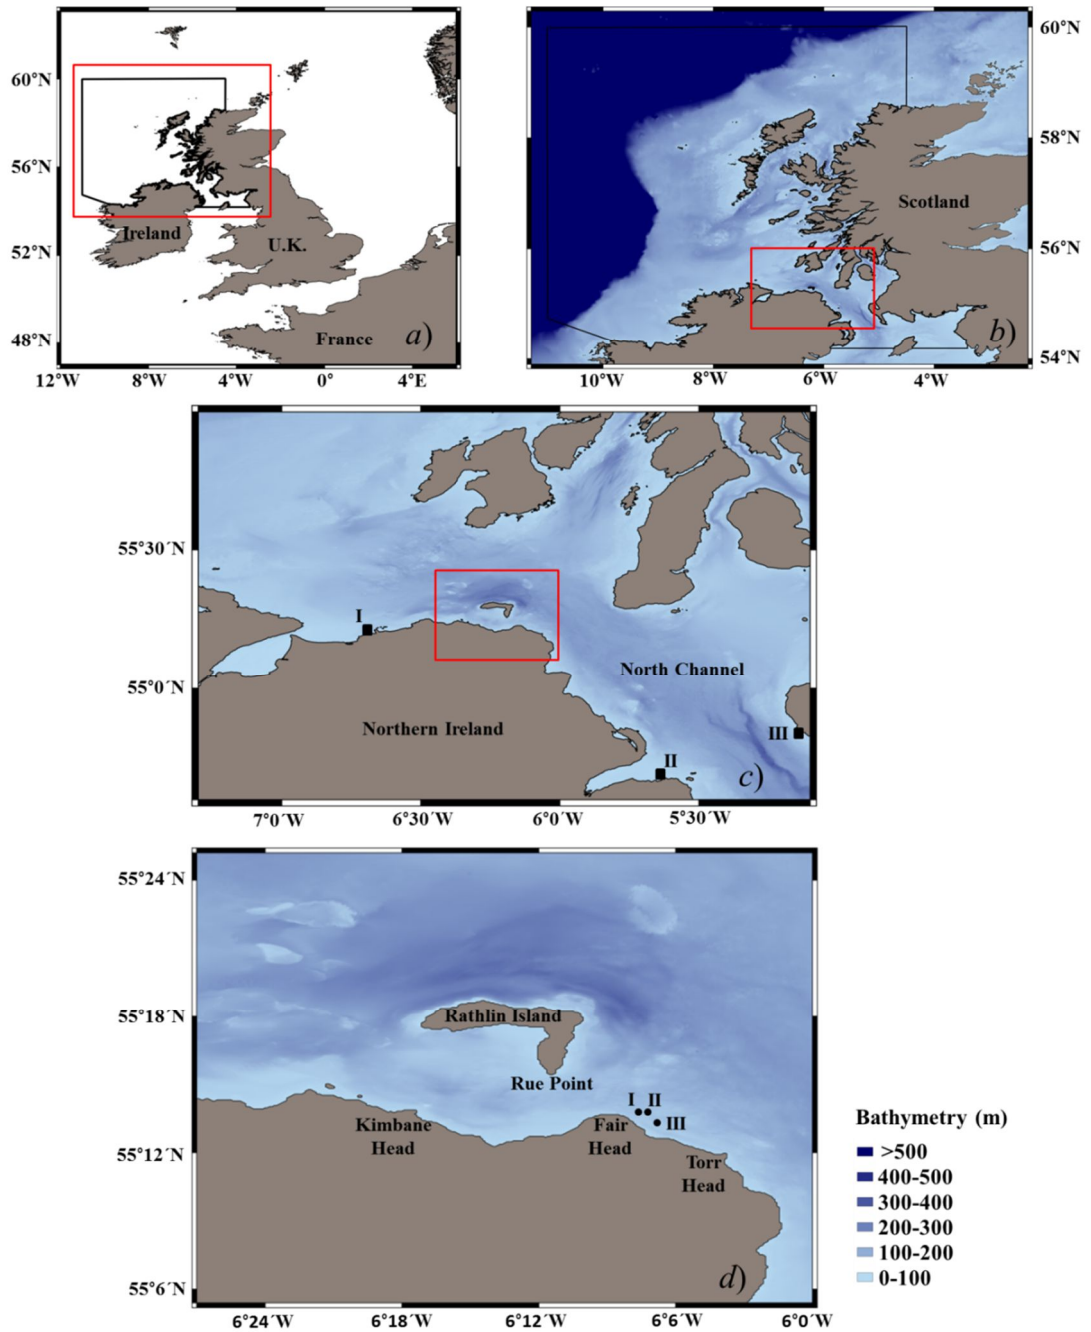 60°N
56°N
52°N
48°N
12°W
8°W
4°W
0°
4°E
Ireland
U.K.
France
a)
60°N
58°N
56°N
54°N
10°W
8°W
6°W
4°W
Scotland
b)
55°30´N
55°0´N
7°0´W
6°30´W
6°0´W
5°30´W
I
North Channel
Northern Ireland
III
II
c)
55°24´N
55°18´N
55°12´N
55°6´N
6°24´W
6°18´W
6°12´W
6°6´W
6°0´W
Rathlin Island
Rue Point
I II
III
Kimbane
Head
Fair
Head
Torr
Head
d)
Bathymetry (m)
>500
400-500
300-400
200-300
100-200
0-100